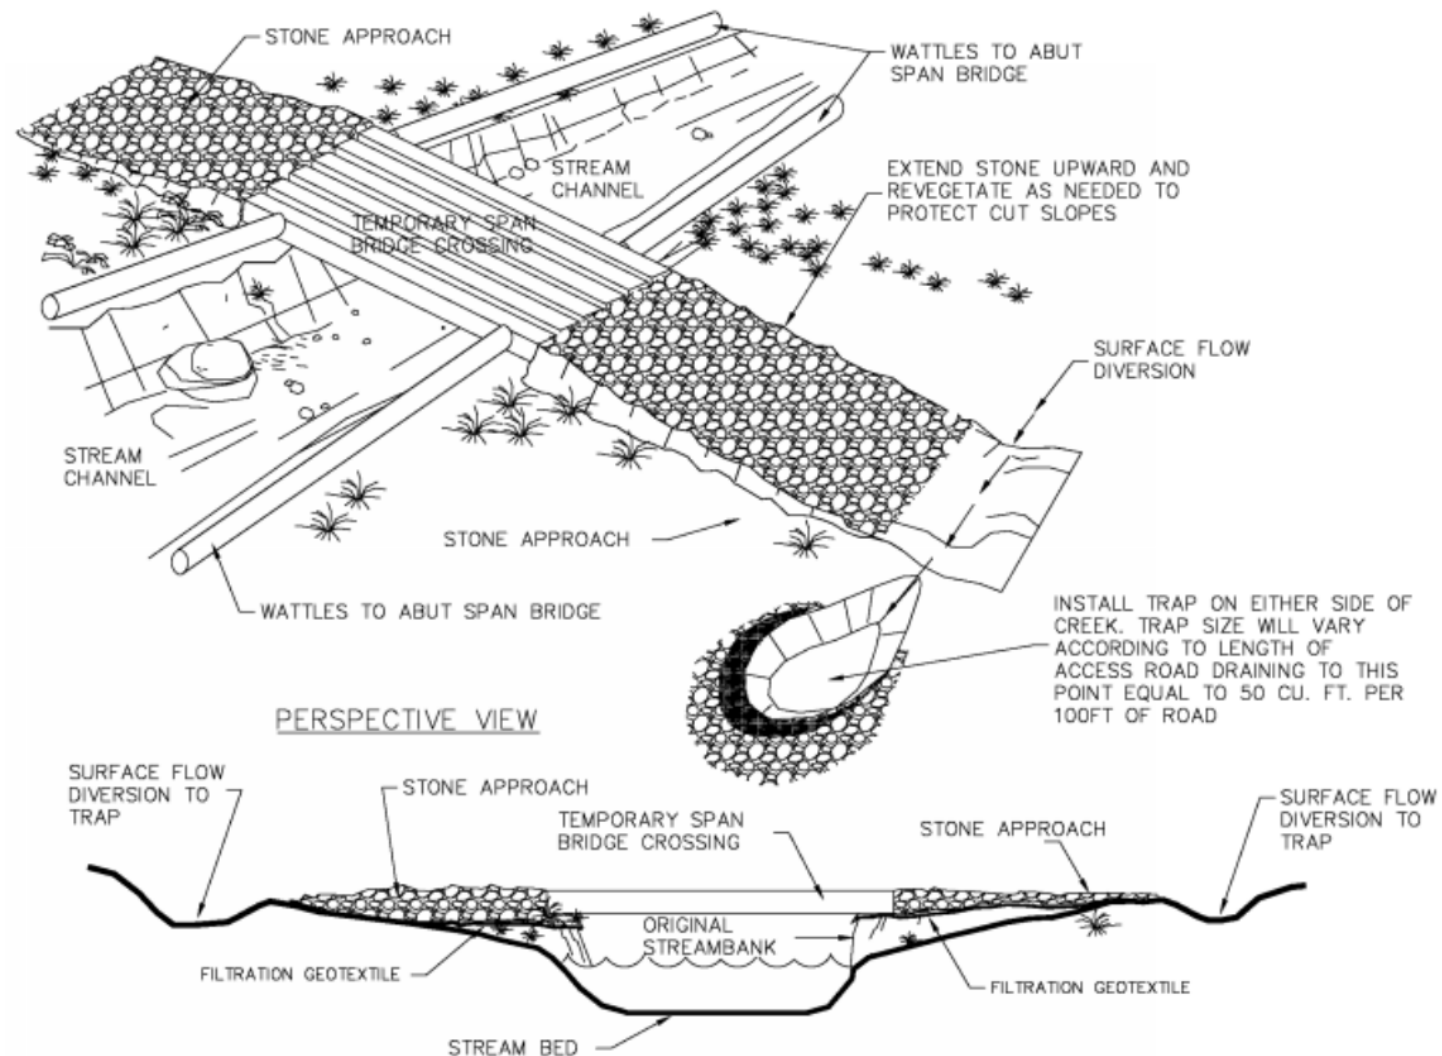 STONE APPROACH
WATTLES TO ABUT
SPAN BRIDGE
STREAM
CHANNEL
EXTEND STONE UPWARD AND
REVEGETATE AS NEEDED TO
PROTECT CUT SLOPES
TEMPORARY SPAN
BRIDGE CROSSING
SURFACE FLOW
DIVERSION
STREAM
CHANNEL
STONE APPROACH
WATTLES TO ABUT SPAN BRIDGE
INSTALL TRAP ON EITHER SIDE OF
CREEK. TRAP SIZE WILL VARY
ACCORDING TO LENGTH OF
ACCESS ROAD DRAINING TO THIS
POINT EQUAL TO 50 CU. FT. PER
100FT OF ROAD
PERSPECTIVE VIEW
SURFACE FLOW
DIVERSION TO
TRAP
STONE APPROACH
TEMPORARY SPAN
BRIDGE CROSSING
STONE APPROACH
SURFACE FLOW
DIVERSION TO
TRAP
ORIGINAL
STREAMBANK
FILTRATION GEOTEXTILE
FILTRATION GEOTEXTILE
STREAM BED